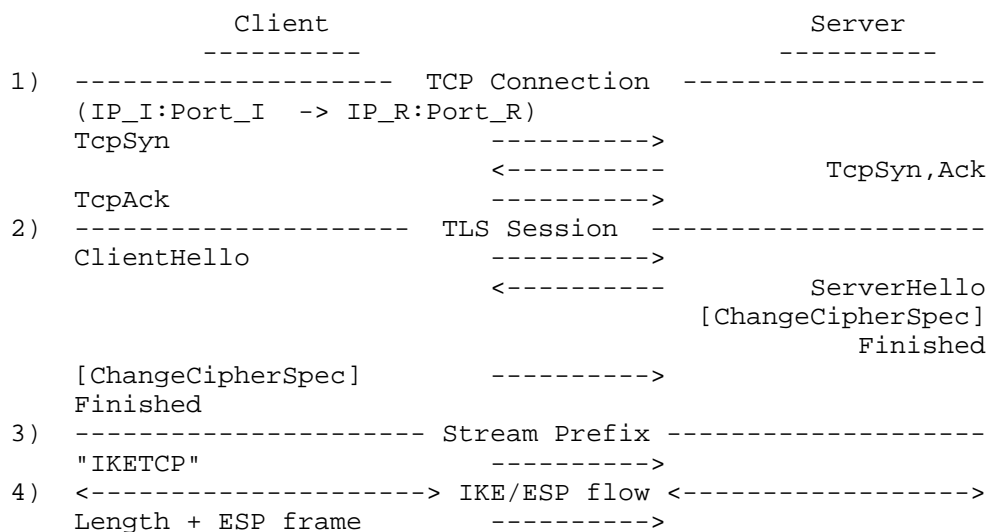 Client                              Server
            ----------                          ----------
1)  --------------------  TCP Connection  -------------------
    (IP_I:Port_I  -> IP_R:Port_R)
    TcpSyn                    ---------->
                              <----------          TcpSyn,Ack
    TcpAck                    ---------->
2)  ---------------------  TLS Session  ---------------------
    ClientHello               ---------->
                              <----------         ServerHello
                                           [ChangeCipherSpec]
                                                     Finished
    [ChangeCipherSpec]        ---------->
    Finished
3)  ---------------------- Stream Prefix --------------------
    "IKETCP"                  ---------->
4)  <---------------------> IKE/ESP flow <------------------>
    Length + ESP frame        ---------->